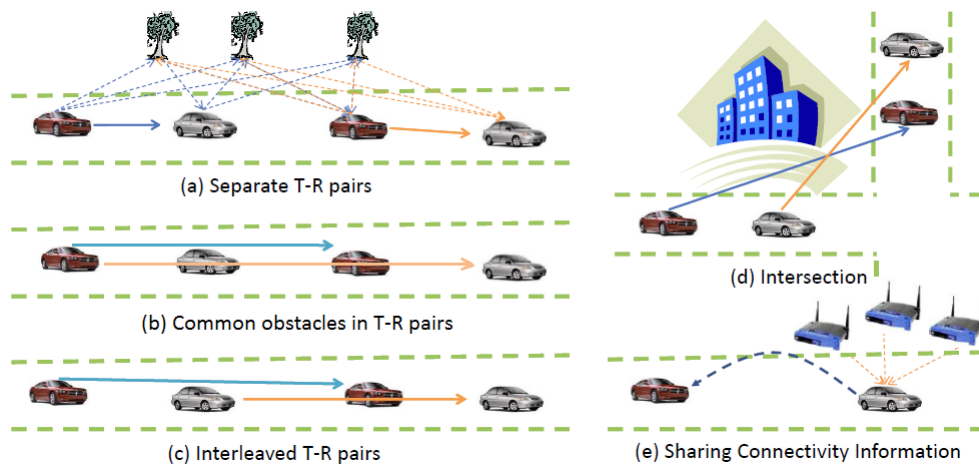 (a) Separate T-R pairs
(b) Common obstacles in T-R pairs
(c) Interleaved T-R pairs
(d) Intersection
(e) Sharing Connectivity Information